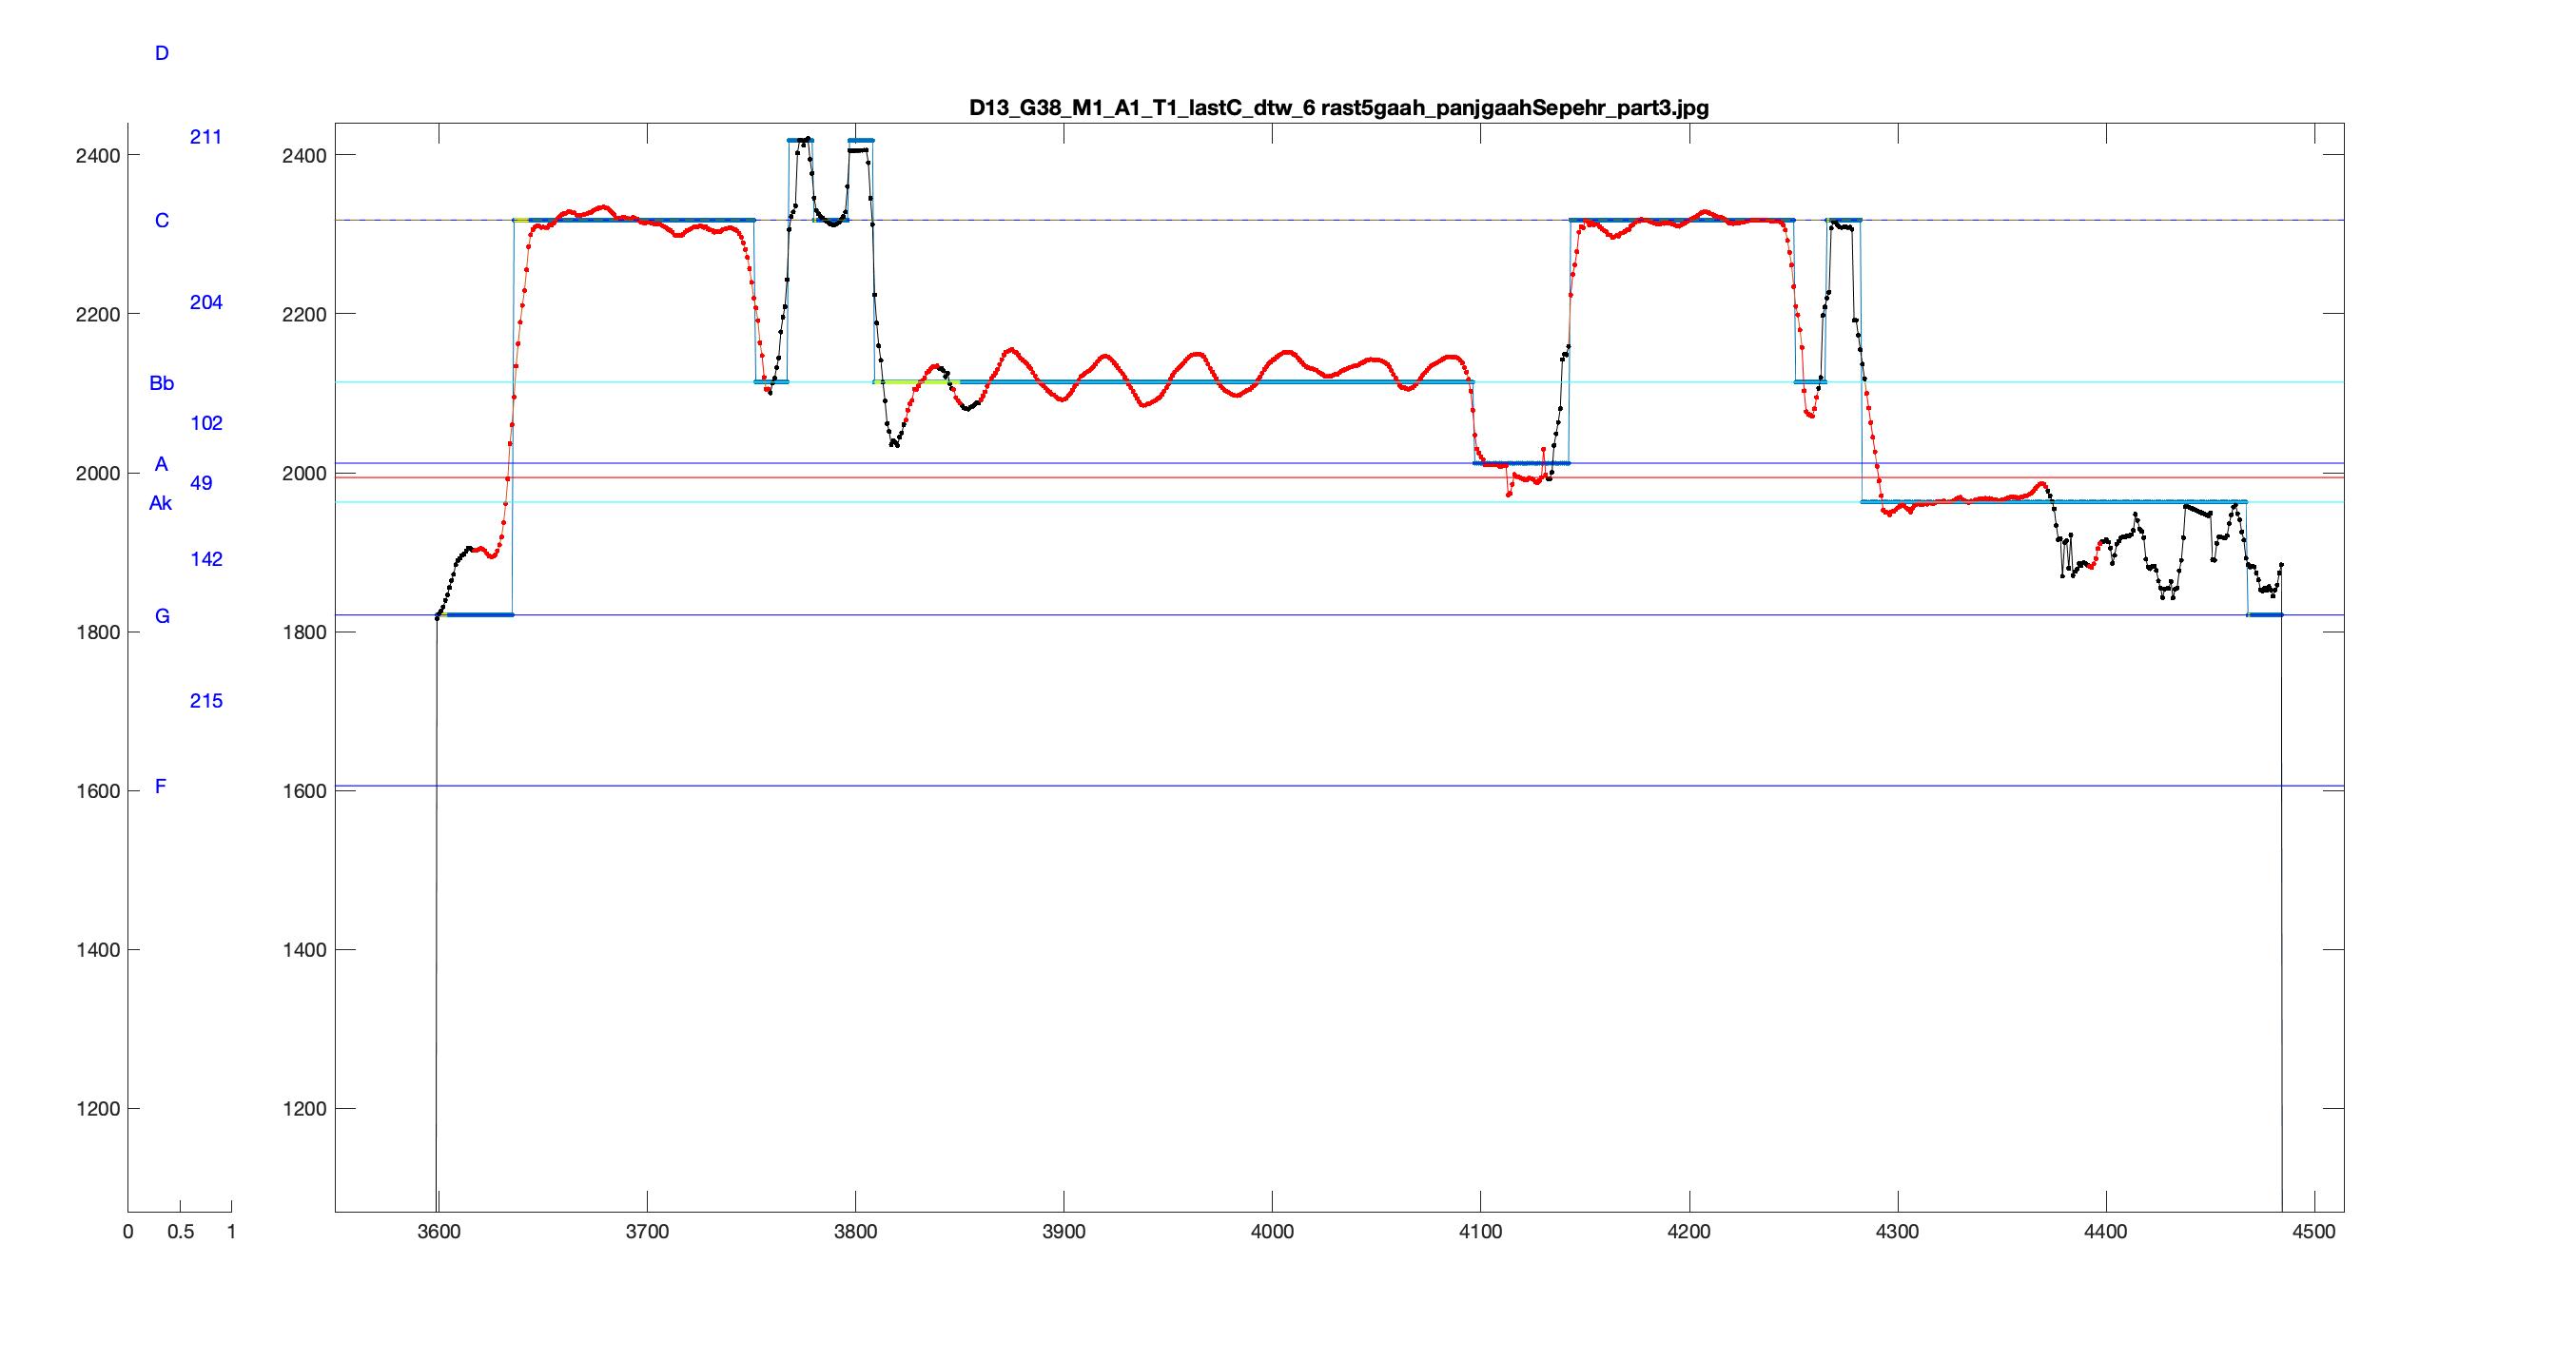 D
D13_G38_M1_A1_T1_lastC_dtw_6 rast5gaah_panjgaahSepehr_part3.jpg
211
2400 2400
C
204
2200 2200
Bb
102
A
2000 2000
49
Ak
142
G
1800 1800
215
F
1600 1600
1400 1400
1200 1200
0 0.5 1 3600 3700 3800 3900 4000 4100 4200 4300 4400 4500